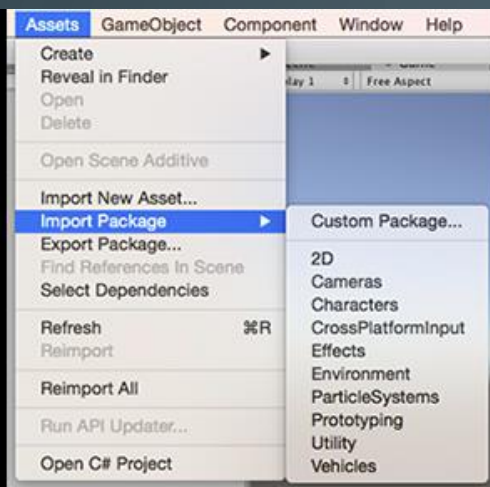 Assets GameObject Component Window Help
Create
Reveal in Finder
lay 1 Free Aspect
Open
Delete
Open Scene Additive
Import New Asset...
Import Package
Custom Package...
Export Package...
2D
Find References In Scene
Cameras
Select Dependencies
Characters
Refresh ⌘R
CrossPlatformInput
Reimport
Effects
Environment
Reimport All
ParticleSystems
Prototyping
Run API Updater...
Utility
Open C# Project
Vehicles